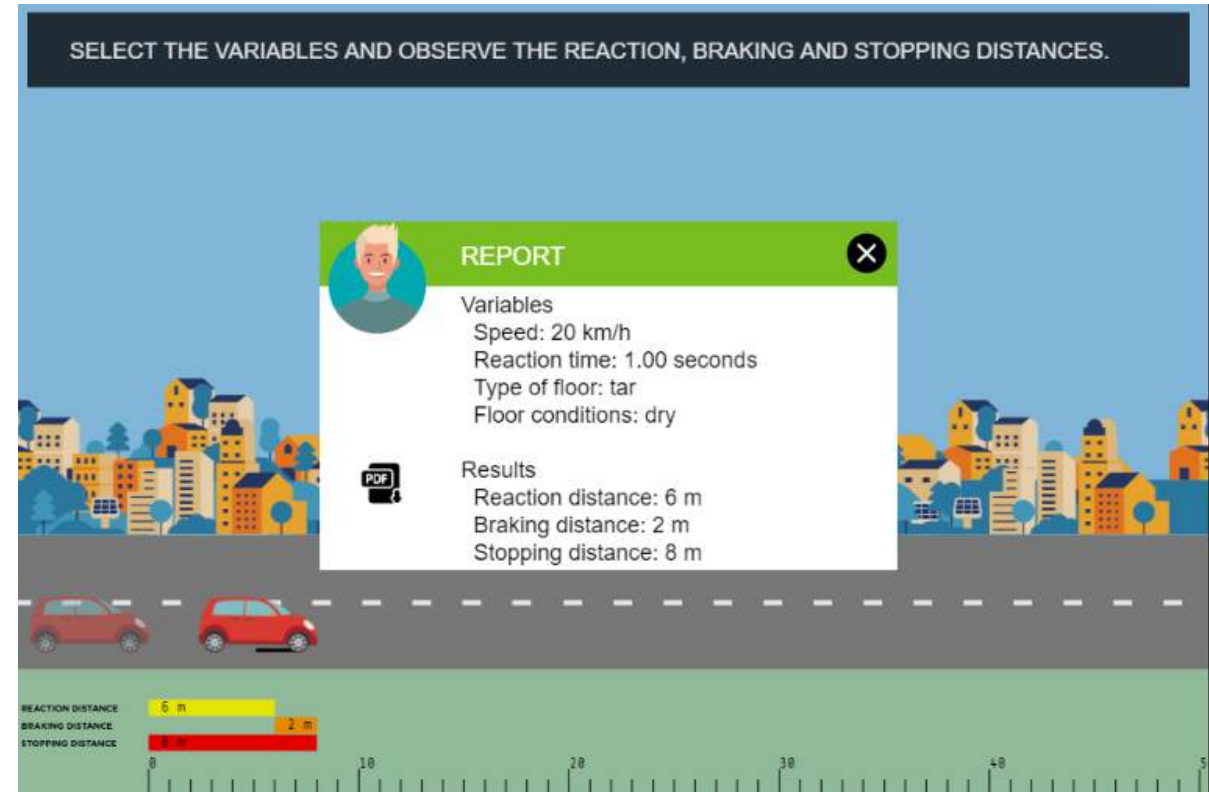 SELECT THE VARIABLES AND OBSERVE THE REACTION, BRAKING AND STOPPING DISTANCES.
REPORT
Variables
Speed: 20 km/h
Reaction time: 1.00 seconds
Type of floor: tar
Floor conditions: dry
PDF
Results
Reaction distance: 6 m
Braking distance: 2 m
Stopping distance: 8 m
REACTION DISTANCE 6 m
BRAKING DISTANCE 2 m
STOPPING DISTANCE 8 m
0 10 20 30 40 5